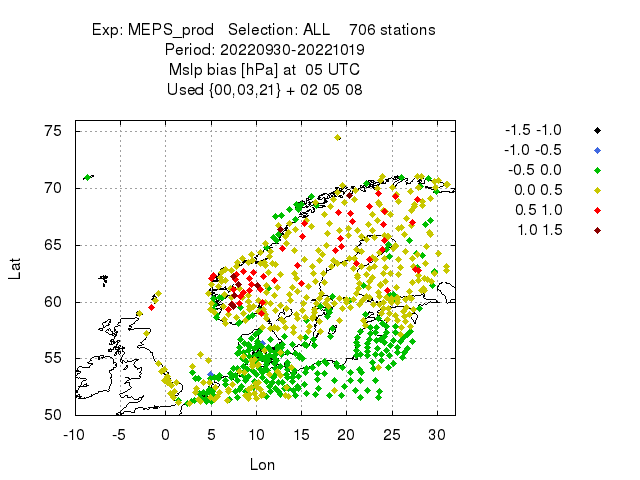 Exp: MEPS_prod   Selection: ALL    706 stations
Period: 20220930-20221019
Mslp bias [hPa] at  05 UTC
Used {00,03,21} + 02 05 08
-1.5 -1.0
-1.0 -0.5
-0.5 0.0
0.0 0.5
0.5 1.0
1.0 1.5
Lat
75
70
65
60
55
50
-10 -5 0 5 10 15 20 25 30
Lon